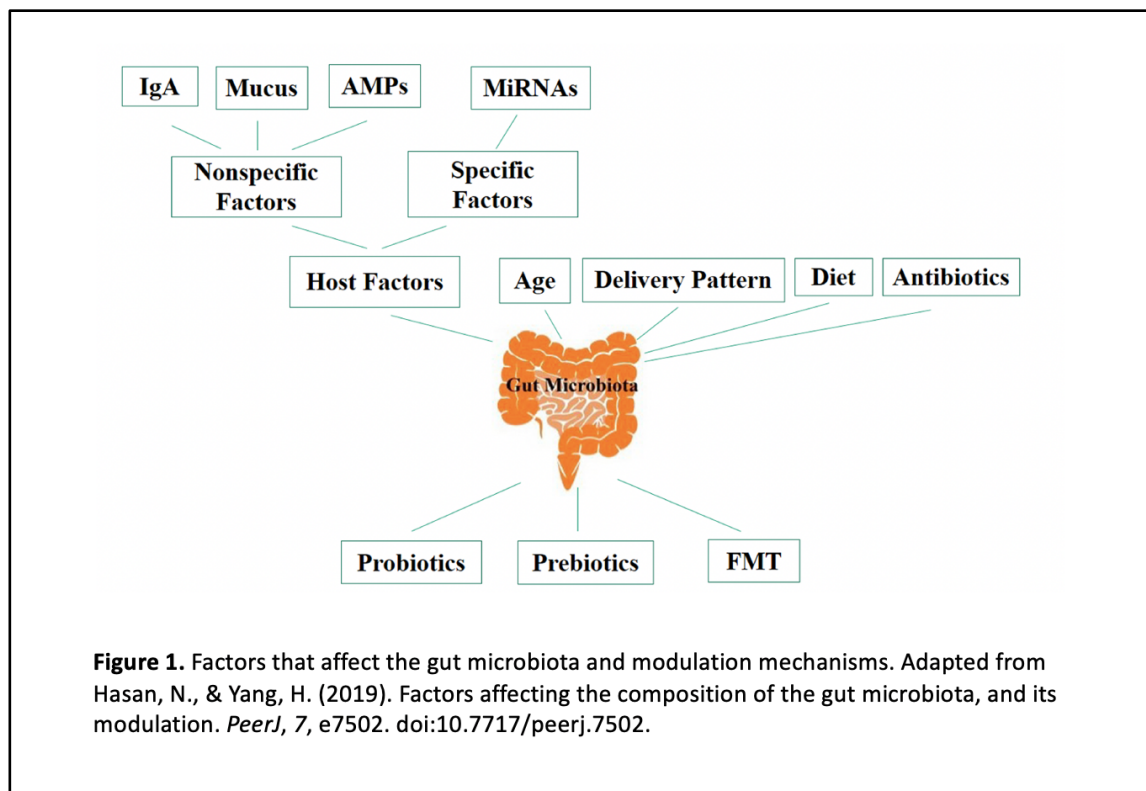 IgA
Mucus
AMPs
MiRNAs
Nonspecific
Factors
Specific
Factors
Host Factors
Age
Delivery Pattern
Diet
Antibiotics
Gut Microbiota
Probiotics
Prebiotics
FMT
Figure 1. Factors that affect the gut microbiota and modulation mechanisms. Adapted from
Hasan, N., & Yang, H. (2019). Factors affecting the composition of the gut microbiota, and its
modulation. PeerJ, 7, e7502. doi:10.7717/peerj.7502.